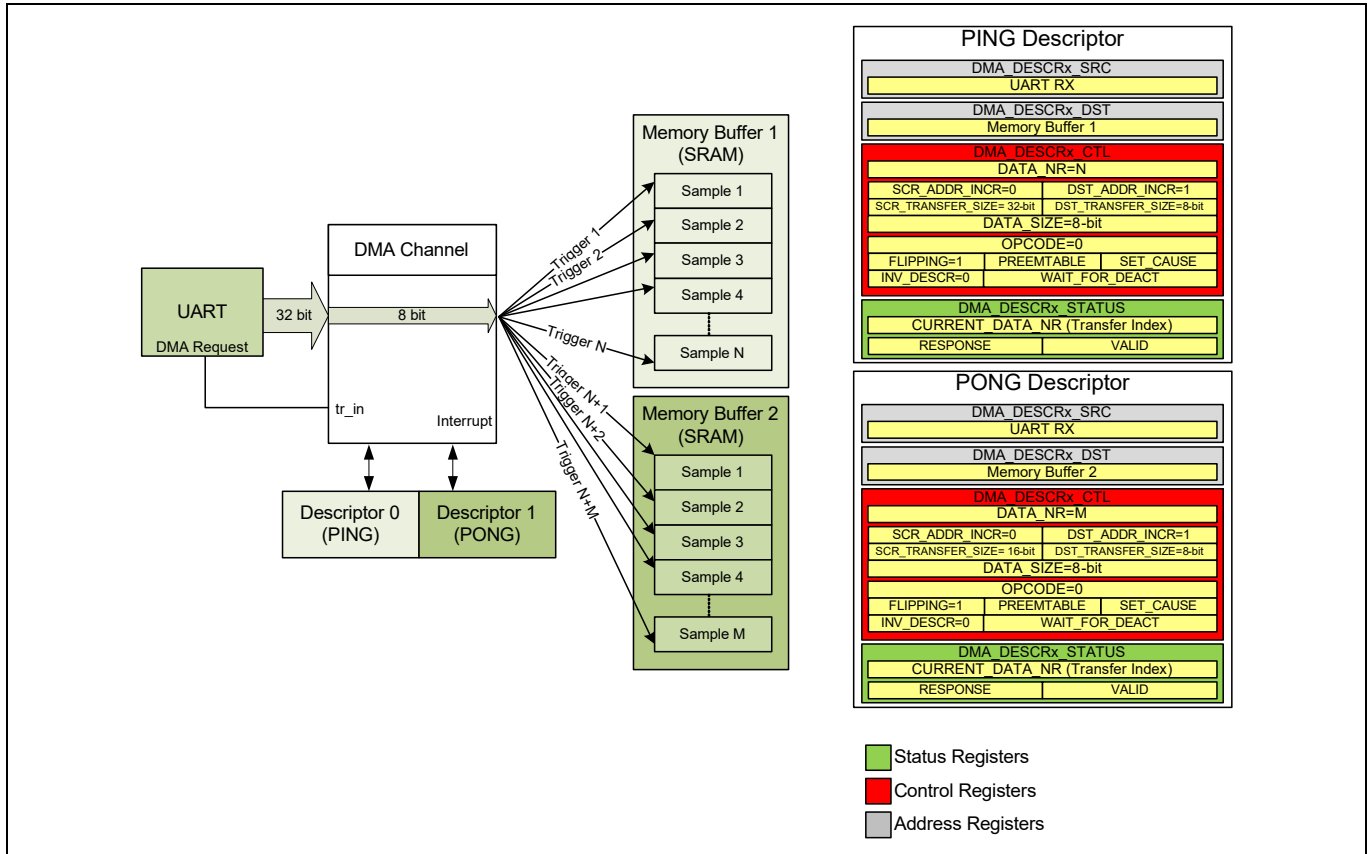 UART
DMA Request
32 bit
DMA Channel
8 bit
tr_in
Interrupt
Descriptor 0
(PING)
Descriptor 1
(PONG)
Trigger 1
Trigger 2
Trigger N
Trigger N+1
Trigger N+2
Trigger N+M
Memory Buffer 1
(SRAM)
Sample 1
Sample 2
Sample 3
Sample 4
Sample N
Memory Buffer 2
(SRAM)
Sample 1
Sample 2
Sample 3
Sample 4
Sample M
PING Descriptor
DMA_DESCRx_SRC
UART RX
DMA_DESCRx_DST
Memory Buffer 1
DMA_DESCRx_CTL
DATA_NR=N
SCR_ADDR_INCR=0 DST_ADDR_INCR=1
SCR_TRANSFER_SIZE= 32-bit DST_TRANSFER_SIZE=8-bit
DATA_SIZE=8-bit
OPCODE=0
FLIPPING=1 PREEMTABLE SET_CAUSE
INV_DESCR=0 WAIT_FOR_DEACT
DMA_DESCRx_STATUS
CURRENT_DATA_NR (Transfer Index)
RESPONSE VALID
PONG Descriptor
DMA_DESCRx_SRC
UART RX
DMA_DESCRx_DST
Memory Buffer 2
DMA_DESCRx_CTL
DATA_NR=M
SCR_ADDR_INCR=0 DST_ADDR_INCR=1
SCR_TRANSFER_SIZE= 16-bit DST_TRANSFER_SIZE=8-bit
DATA_SIZE=8-bit
OPCODE=0
FLIPPING=1 PREEMTABLE SET_CAUSE
INV_DESCR=0 WAIT_FOR_DEACT
DMA_DESCRx_STATUS
CURRENT_DATA_NR (Transfer Index)
RESPONSE VALID
Status Registers
Control Registers
Address Registers